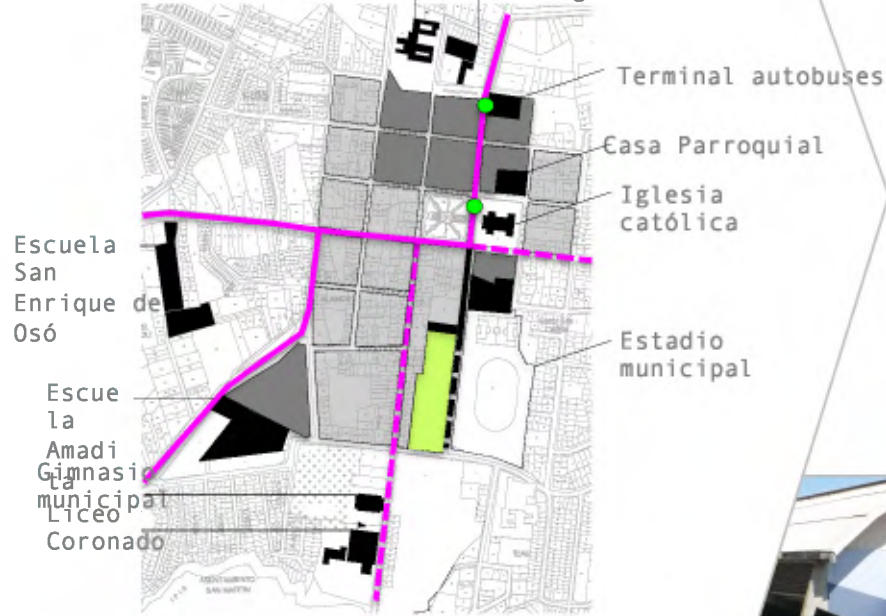 Terminal autobuses
Casa Parroquial
Iglesia
católica
Escuela
San
Enrique de
Osó
Estadio
municipal
Escue
la
Amadi
ta
Gimnasio
municipal
Liceo
Coronado